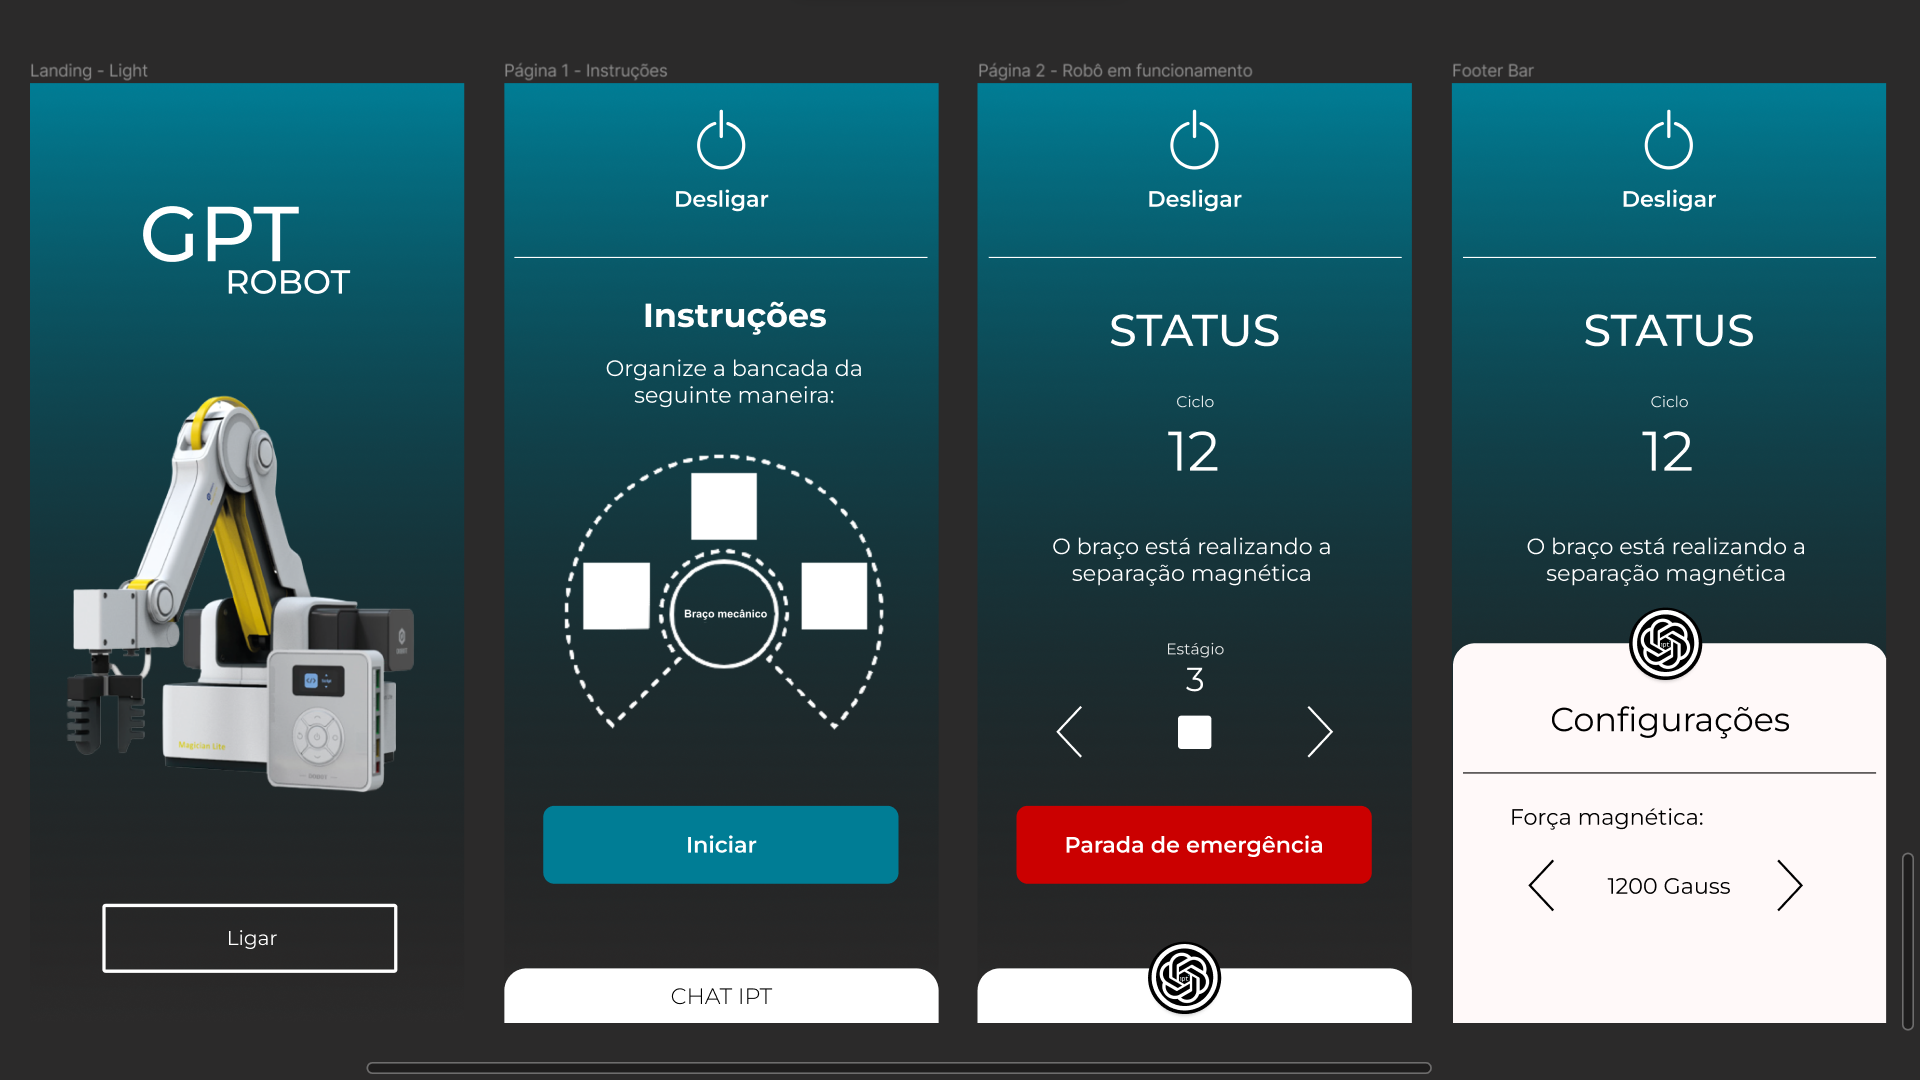 Landing - Light
GPT
ROBOT
Magician Lite
Ligar
Página 1 - Instruções
Desligar
Instruções
Organize a bancada da
seguinte maneira:
Braço mecânico
Iniciar
CHAT IPT
Página 2 - Robô em funcionamento
Desligar
STATUS
Ciclo
12
O braço está realizando a
separação magnética
Estágio
3
Parada de emergência
Footer Bar
Desligar
STATUS
Ciclo
12
O braço está realizando a
separação magnética
Configurações
Força magnética:
1200 Gauss